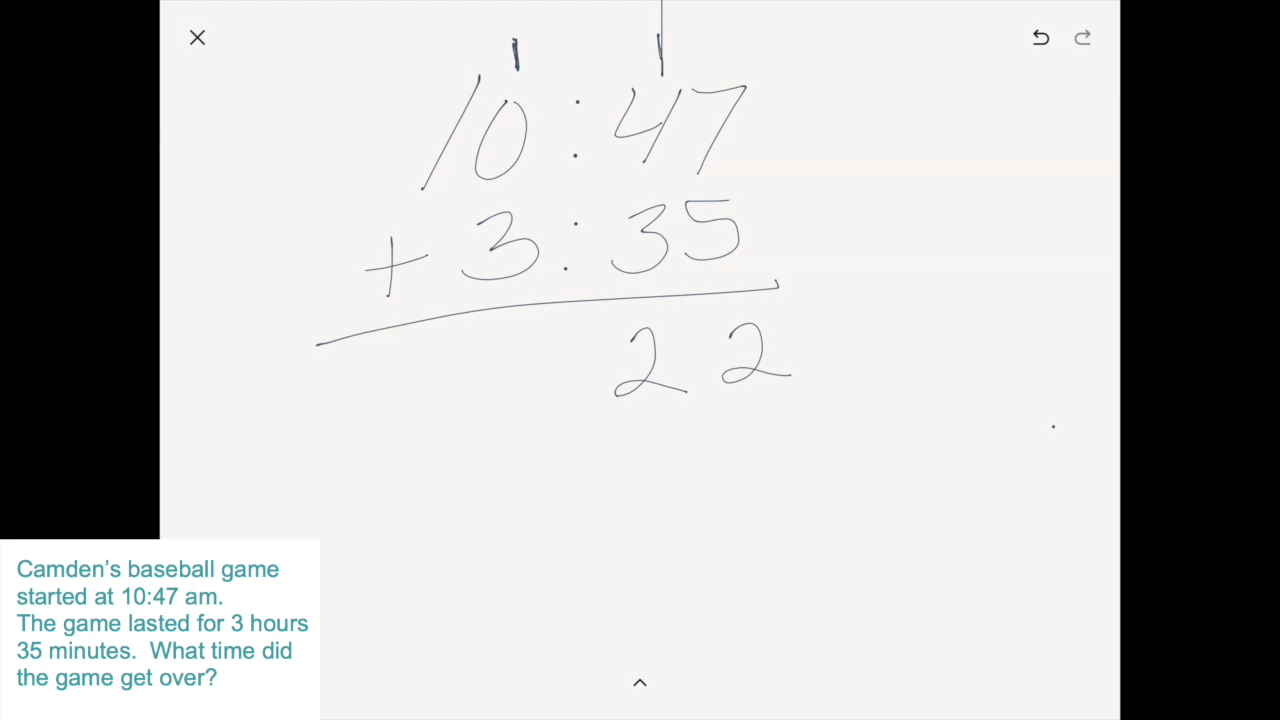 1 1
10:47
+ 3:35
22
Camden's baseball game
started at 10:47 am.
The game lasted for 3 hours
35 minutes. What time did
the game get over?